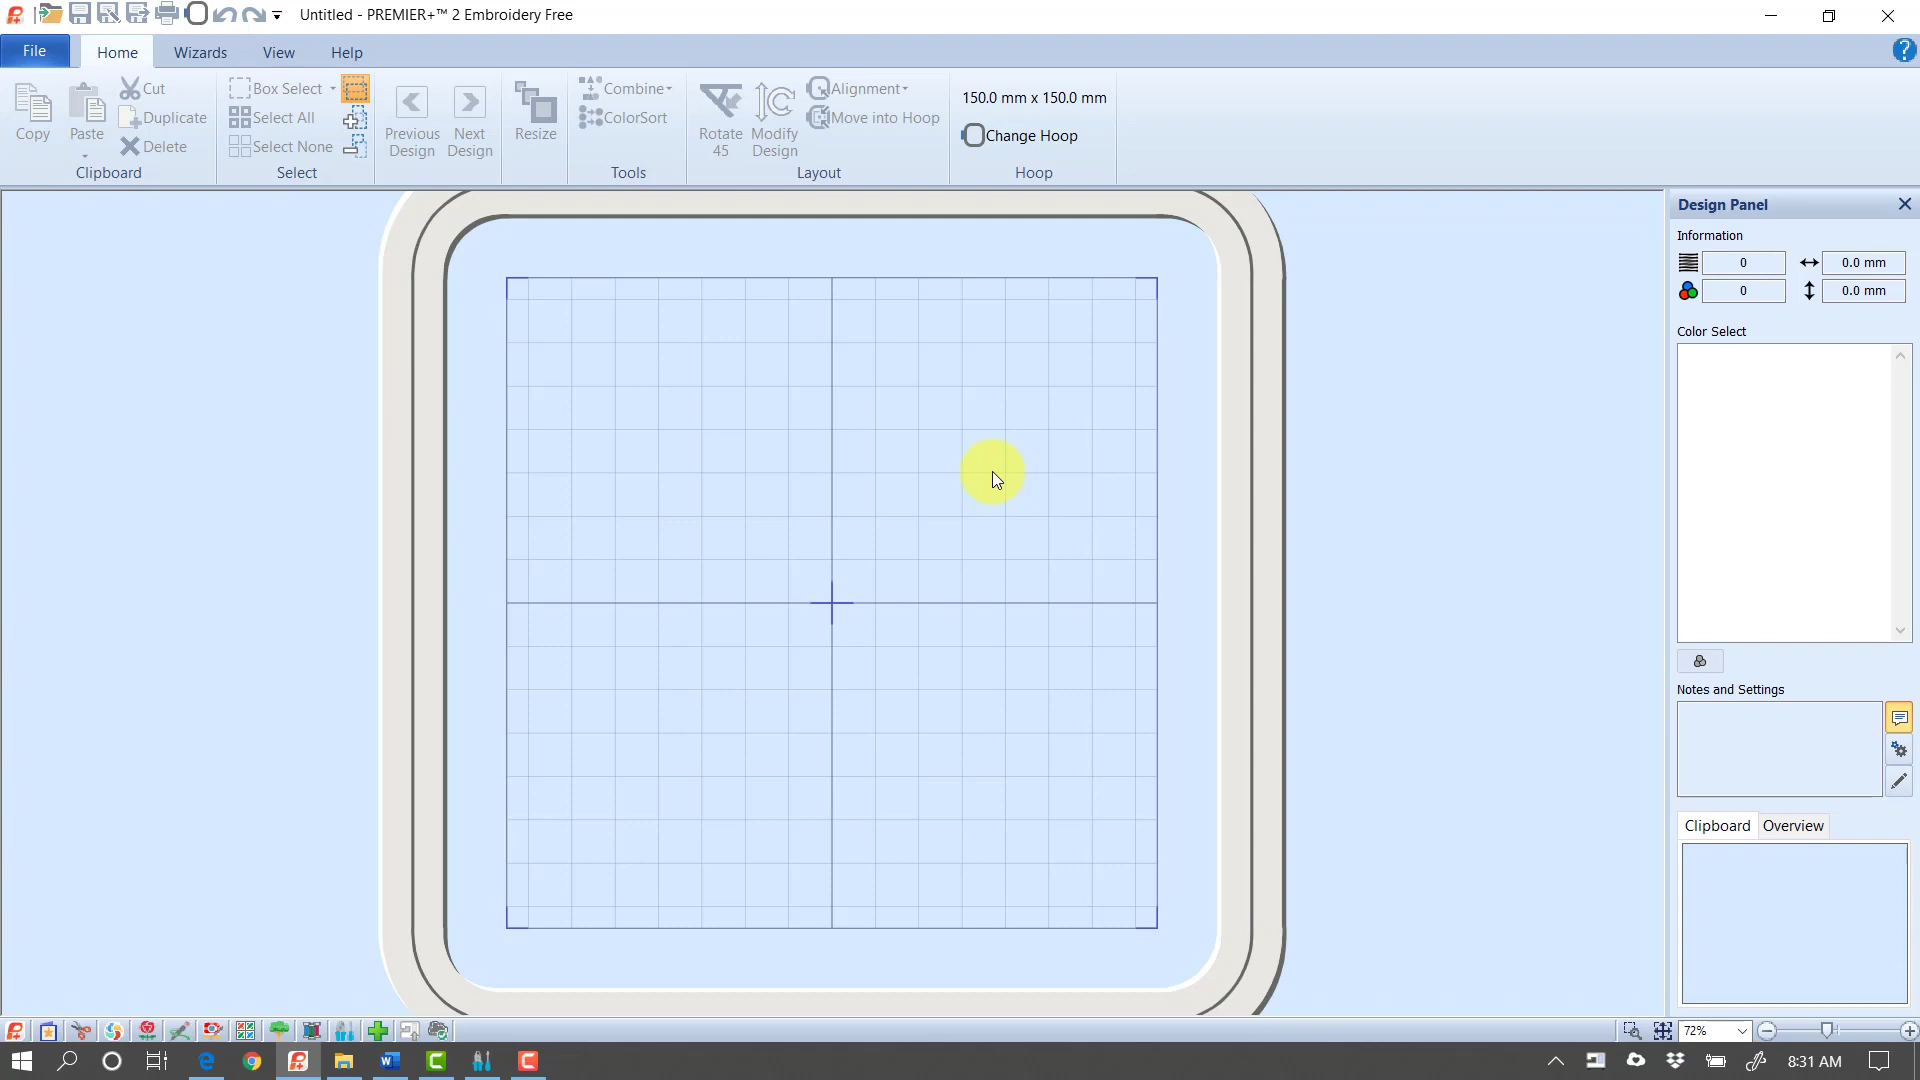 Untitled - PREMIER+™ 2 Embroidery Free
File
Home
Wizards
View
Help
Copy
Paste
Cut
Duplicate
Delete
Clipboard
Box Select
Select All
Select None
Select
Previous
Design
Next
Design
Resize
Combine
ColorSort
Tools
Rotate
45
Modify
Design
Alignment
Move into Hoop
Layout
150.0 mm x 150.0 mm
Change Hoop
Hoop
Design Panel
Information
0
0.0 mm
0
0.0 mm
Color Select
Notes and Settings
Clipboard
Overview
72%
8:31 AM